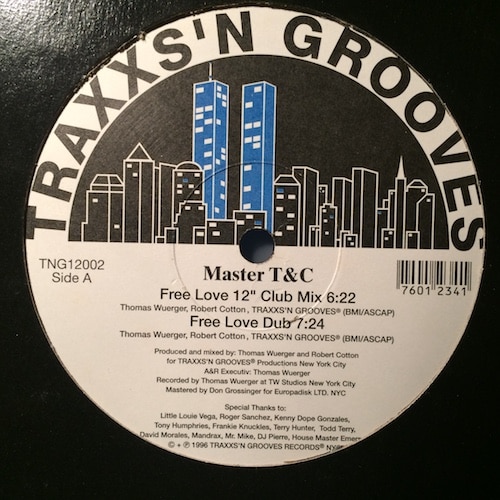 TRAXXS'N GROOVES
TNG12002
Side A
Master T&C
7601 2341
Free Love 12" Club Mix 6:22
Thomas Wuerger, Robert Cotton, TRAXXS'N GROOVES® (BMI/ASCAP)
Free Love Dub 7:24
Thomas Wuerger, Robert Cotton, TRAXXS'N GROOVES® (BMI/ASCAP)
Produced and mixed by: Thomas Wuerger and Robert Cotton
for TRAXXS'N GROOVES® Productions New York City
A&R Executiv: Thomas Wuerger
Recorded by Thomas Wuerger at TW Studios New York City
Mastered by Don Grossinger for Europadisk LTD. NYC
Special Thanks to:
Little Louie Vega, Roger Sanchez, Kenny Dope Gonzales,
Tony Humphries, Frankie Knuckles, Terry Hunter, Todd Terry,
David Morales, Mandrax, Mr. Mike, DJ Pierre, House Master
© + ℗ 1996 TRAXXS'N GROOVES RECORDS®